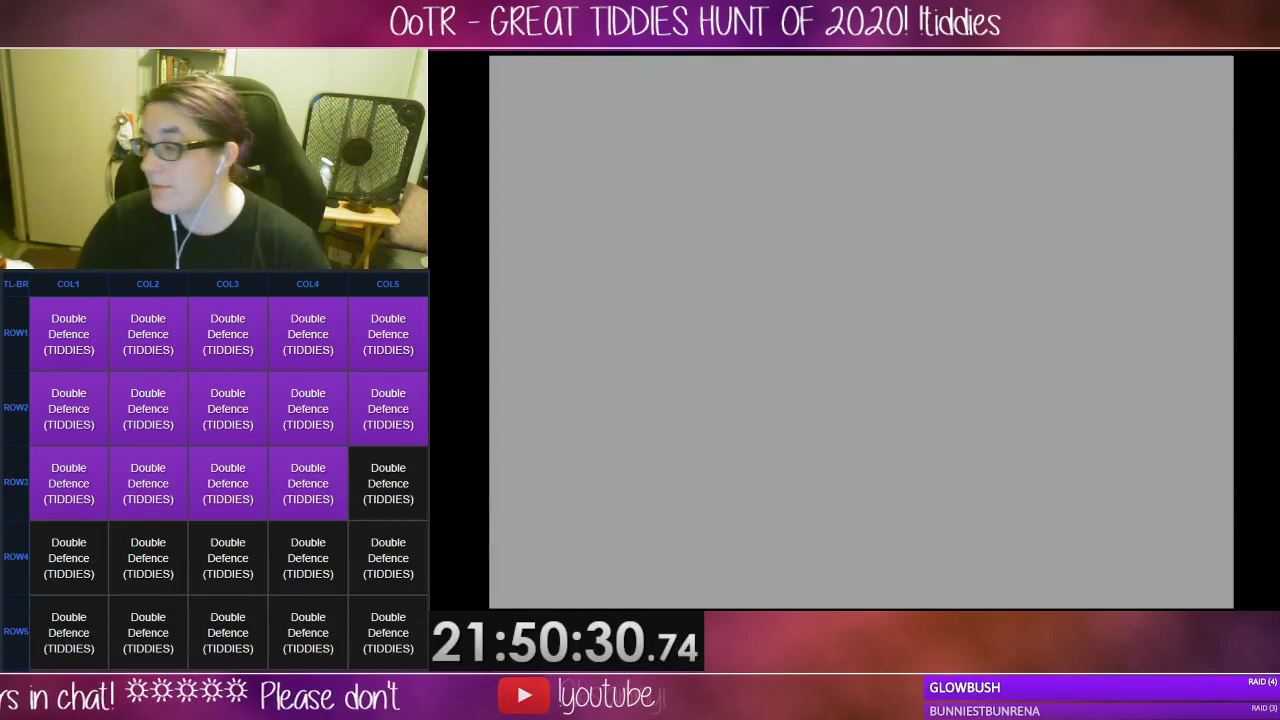 OoTR - GREAT TIDDIES HUNT OF 2020! !tiddies
TL-BR COL1 COL2 COL3 COL4 COL5
ROW1
Double Double Double Double Double
Defence Defence Defence Defence Defence
(TIDDIES) (TIDDIES) (TIDDIES) (TIDDIES) (TIDDIES)
ROW2
Double Double Double Double Double
Defence Defence Defence Defence Defence
(TIDDIES) (TIDDIES) (TIDDIES) (TIDDIES) (TIDDIES)
ROW3
Double Double Double Double Double
Defence Defence Defence Defence Defence
(TIDDIES) (TIDDIES) (TIDDIES) (TIDDIES) (TIDDIES)
ROW4
Double Double Double Double Double
Defence Defence Defence Defence Defence
(TIDDIES) (TIDDIES) (TIDDIES) (TIDDIES) (TIDDIES)
ROW5
Double Double Double Double Double
Defence Defence Defence Defence Defence
(TIDDIES) (TIDDIES) (TIDDIES) (TIDDIES) (TIDDIES)
21:50:30.74
rs in chat! ☼☼☼☼☼ Please don't
!youtube
GLOWBUSH RAID (4)
BUNNIESTBUNRENA RAID (3)